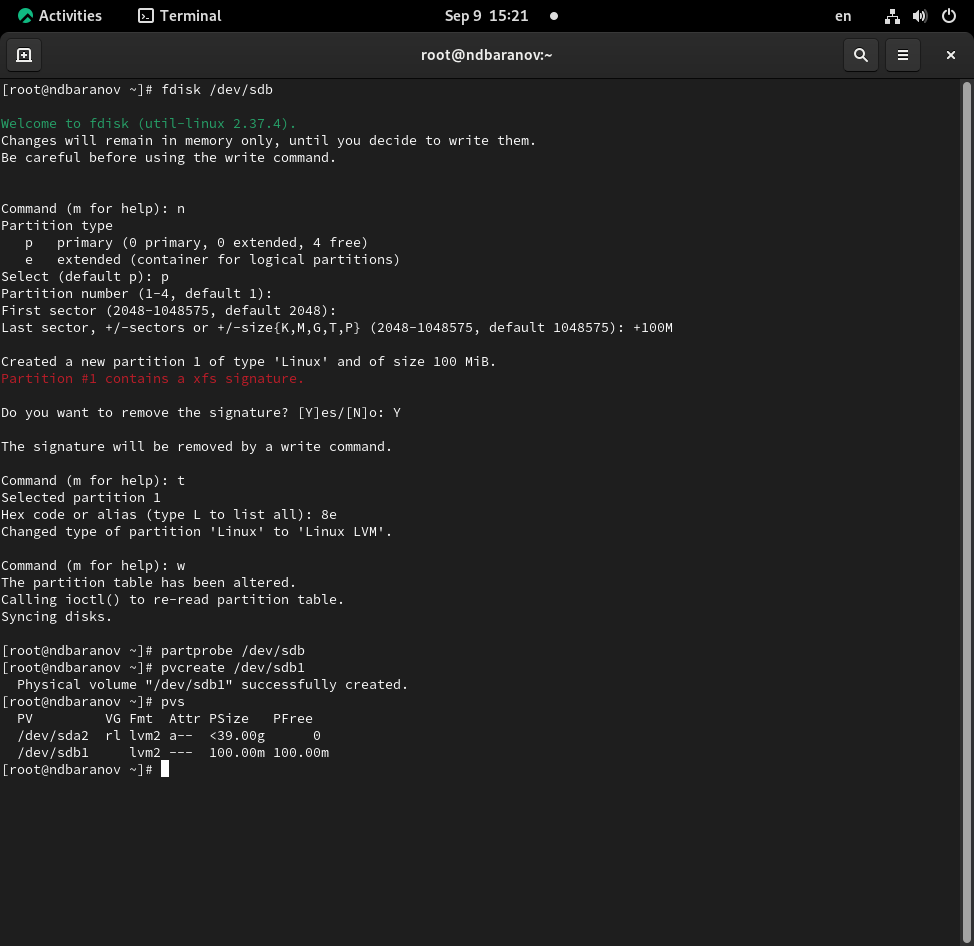 Activities Terminal Sep 9 15:21 en
root@ndbaranov:~
[root@ndbaranov ~]# fdisk /dev/sdb
Welcome to fdisk (util-linux 2.37.4).
Changes will remain in memory only, until you decide to write them.
Be careful before using the write command.
Command (m for help): n
Partition type
   p   primary (0 primary, 0 extended, 4 free)
   e   extended (container for logical partitions)
Select (default p): p
Partition number (1-4, default 1):
First sector (2048-1048575, default 2048):
Last sector, +/-sectors or +/-size{K,M,G,T,P} (2048-1048575, default 1048575): +100M
Created a new partition 1 of type 'Linux' and of size 100 MiB.
Partition #1 contains a xfs signature.
Do you want to remove the signature? [Y]es/[N]o: Y
The signature will be removed by a write command.
Command (m for help): t
Selected partition 1
Hex code or alias (type L to list all): 8e
Changed type of partition 'Linux' to 'Linux LVM'.
Command (m for help): w
The partition table has been altered.
Calling ioctl() to re-read partition table.
Syncing disks.
[root@ndbaranov ~]# partprobe /dev/sdb
[root@ndbaranov ~]# pvcreate /dev/sdb1
  Physical volume "/dev/sdb1" successfully created.
[root@ndbaranov ~]# pvs
  PV         VG Fmt  Attr PSize   PFree
  /dev/sda2  rl lvm2 a--  <39.00g      0
  /dev/sdb1     lvm2 ---  100.00m 100.00m
[root@ndbaranov ~]#